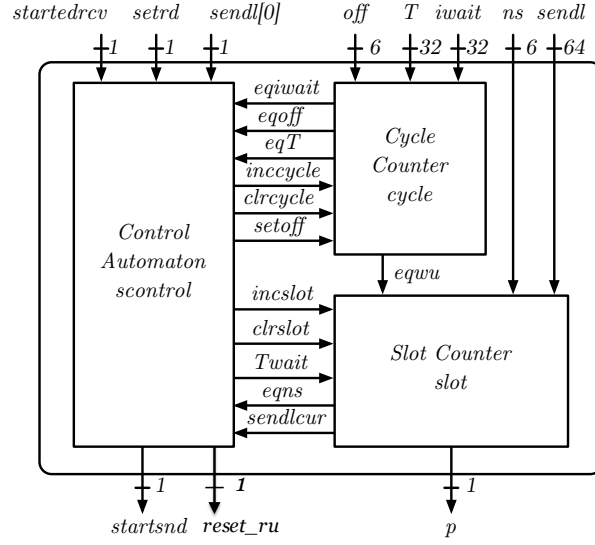 startedrcv setrd sendl[0] off T iwait ns sendl
1 1 1 6 32 32 6 64
eqiwait
eqoff
eqT
inccycle
clrcycle
setoff
Cycle
Counter
cycle
Control
Automaton
scontrol
eqwu
incslot
clrslot
Twait
eqns
sendlcur
Slot Counter
slot
1 1 1
startsnd reset_ru p